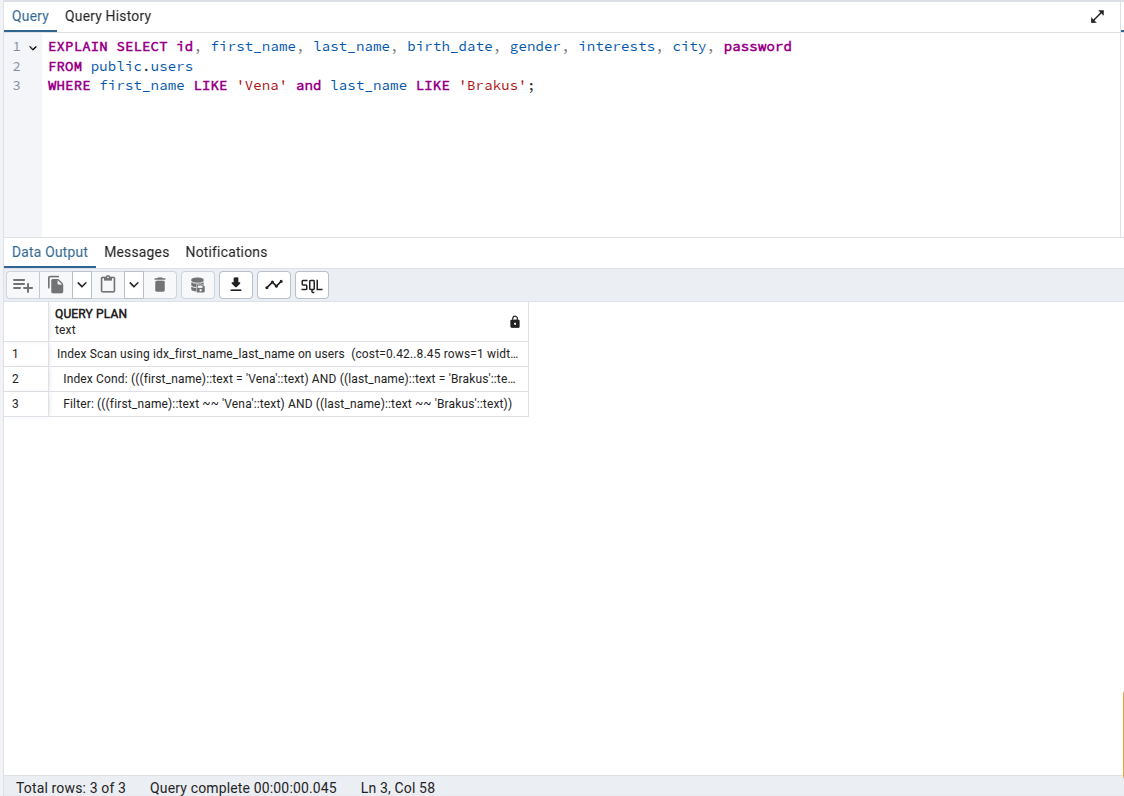 Query Query History
1 EXPLAIN SELECT id, first_name, last_name, birth_date, gender, interests, city, password
2 FROM public.users
3 WHERE first_name LIKE 'Vena' and last_name LIKE 'Brakus';
Data Output Messages Notifications
SQL
QUERY PLAN
text
1 Index Scan using idx_first_name_last_name on users (cost=0.42..8.45 rows=1 widt...
2 Index Cond: (((first_name)::text = 'Vena'::text) AND ((last_name)::text = 'Brakus'::te...
3 Filter: (((first_name)::text ~~ 'Vena'::text) AND ((last_name)::text ~~ 'Brakus'::text))
Total rows: 3 of 3 Query complete 00:00:00.045 Ln 3, Col 58